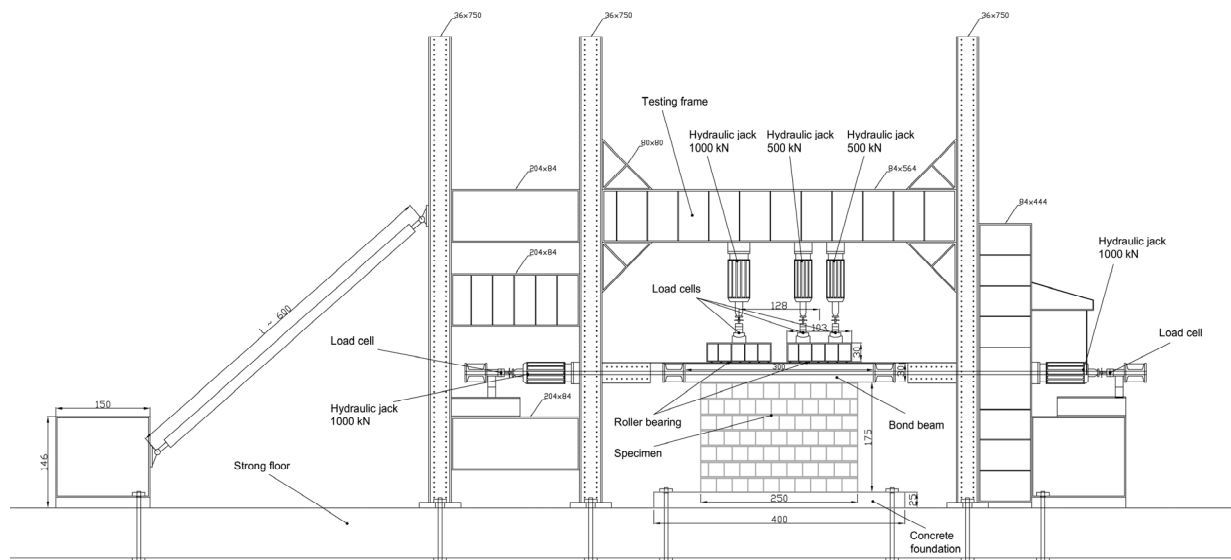 36x750
36x750
36x750
Testing frame
Hydraulic jack
1000 kN
Hydraulic jack
500 kN
Hydraulic jack
500 kN
80x80
204x84
84x564
84x444
Hydraulic jack
1000 kN
204x84
L ~ 600
Load cells
128
103
30
Load cell
Load cell
300
30
150
Hydraulic jack
1000 kN
204x84
Roller bearing
Bond beam
Specimen
175
146
Strong floor
250
25
400
Concrete
foundation